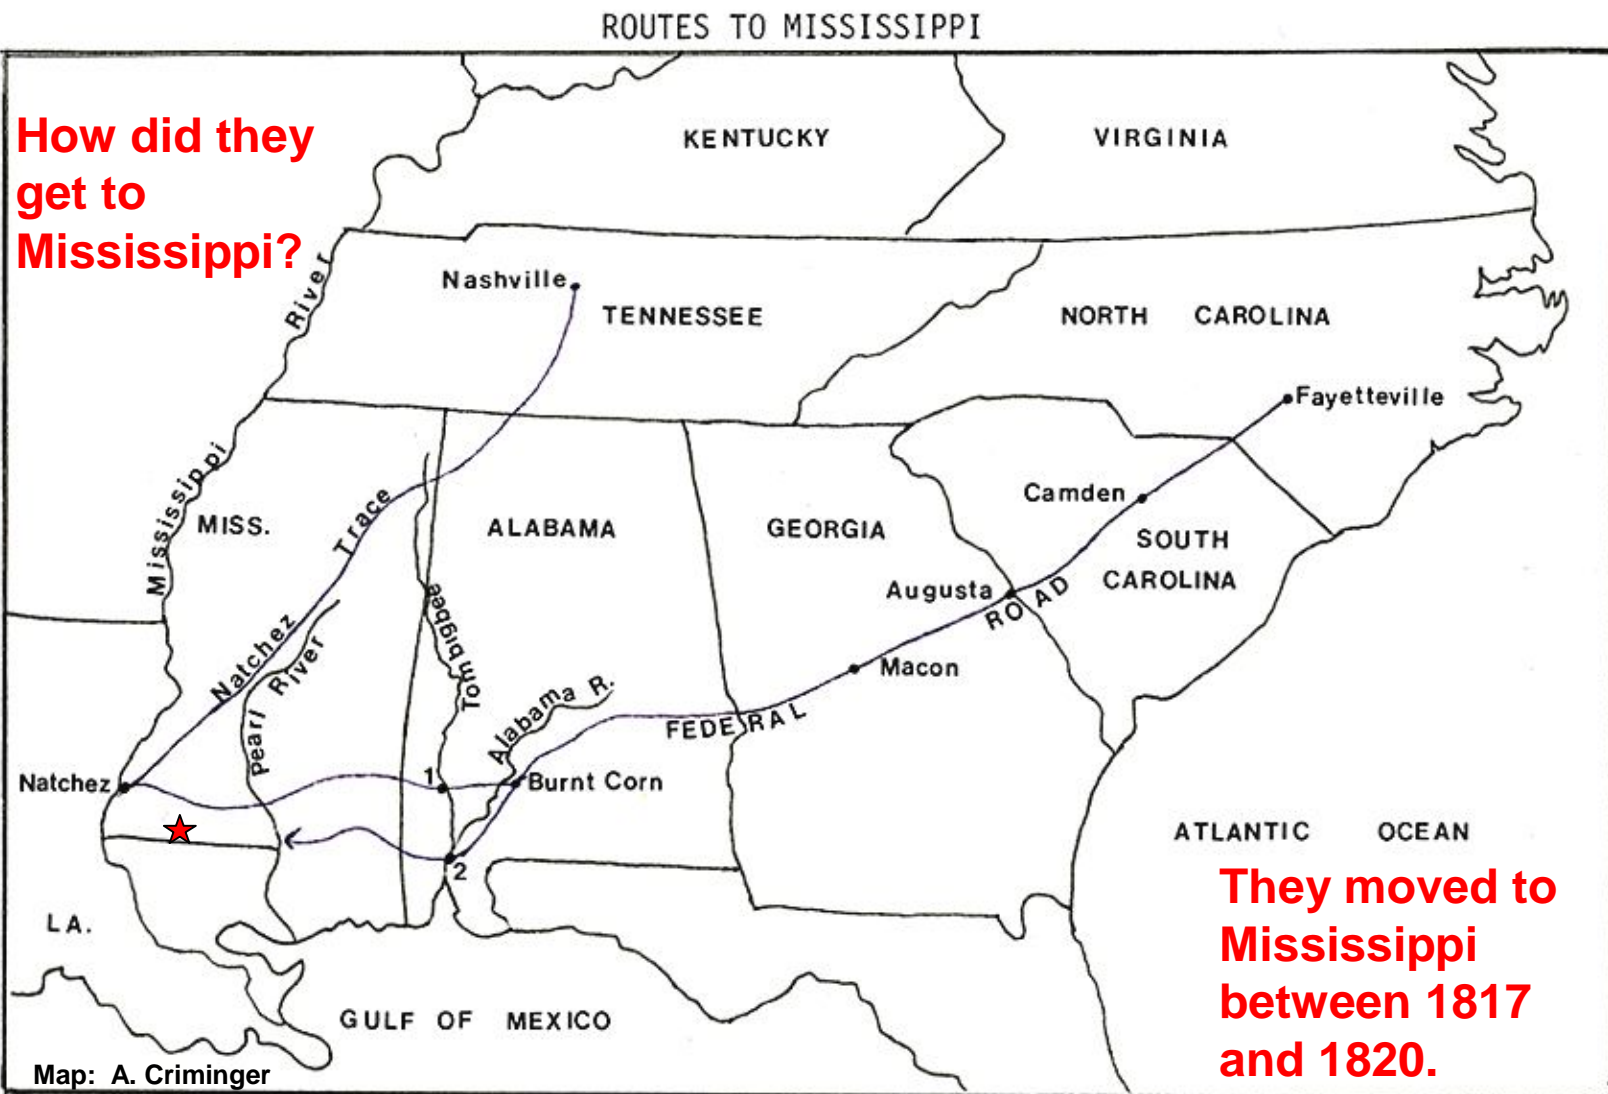 ROUTES TO MISSISSIPPI
How did they
get to
Mississippi?
KENTUCKY
VIRGINIA
Nashville
TENNESSEE
NORTH CAROLINA
Mississippi River
Fayetteville
MISS.
Natchez Trace
ALABAMA
GEORGIA
Camden
SOUTH
CAROLINA
Augusta
Tombigbee
Pearl River
Macon
FEDERAL ROAD
Alabama R.
Natchez
1
Burnt Corn
2
ATLANTIC OCEAN
LA.
GULF OF MEXICO
They moved to
Mississippi
between 1817
and 1820.
Map: A. Criminger